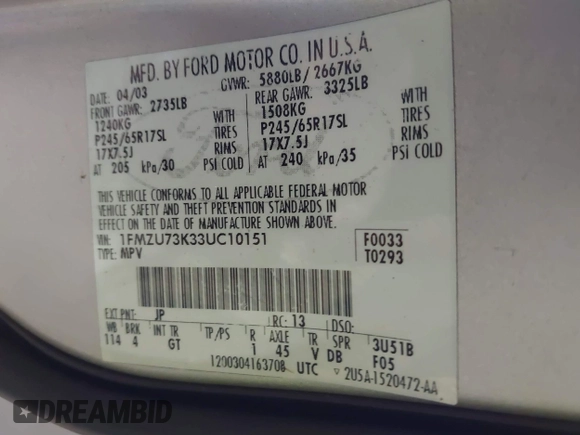 MFD. BY FORD MOTOR CO. IN U.S.A.
DATE: 04/03 GVWR: 5880LB/ 2667KG
FRONT GAWR: 2735LB REAR GAWR: 3325LB
1240KG WITH 1508KG WITH
P245/65R17SL TIRES P245/65R17SL TIRES
17X7.5J RIMS 17X7.5J RIMS
AT 205 kPa/30 PSI COLD AT 240 kPa/35 PSI COLD
THIS VEHICLE CONFORMS TO ALL APPLICABLE FEDERAL MOTOR
VEHICLE SAFETY AND THEFT PREVENTION STANDARDS IN
EFFECT ON THE DATE OF MANUFACTURE SHOWN ABOVE.
VIN: 1FMZU73K33UC10151 F0033
TYPE: MPV T0293
EXT PNT: JP RC: 13 DSO:
WB BRK INT TR TP/PS R AXLE TR SPR 3U51B
114 4 GT 1 45 V DB F05
1200304163708 UTC ▽ 2U5A-1520472-AA
DREAMBID